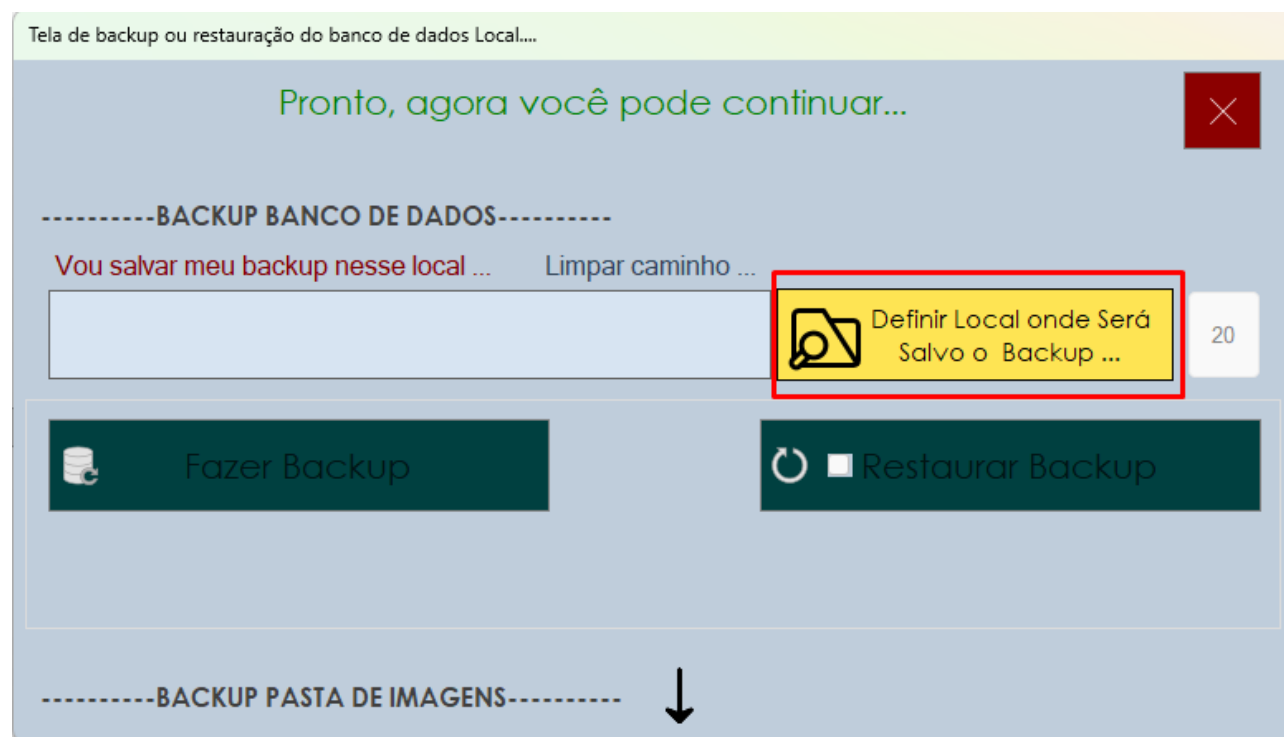 Tela de backup ou restauração do banco de dados Local....
Pronto, agora você pode continuar...
----------BACKUP BANCO DE DADOS----------
Vou salvar meu backup nesse local ... Limpar caminho ...
Definir Local onde Será
Salvo o Backup ...
20
Fazer Backup
Restaurar Backup
----------BACKUP PASTA DE IMAGENS----------